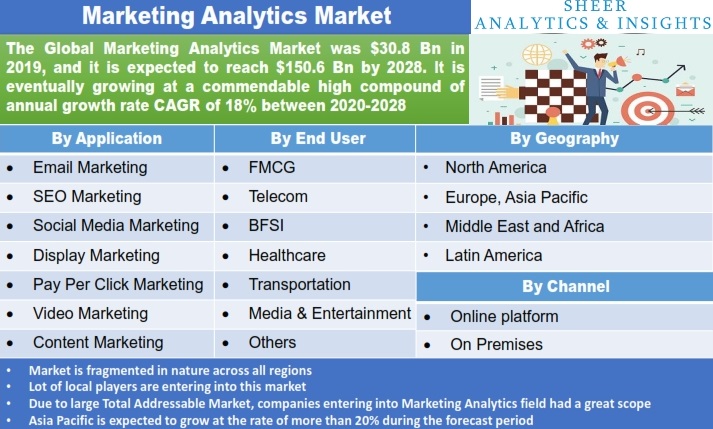 Marketing Analytics Market
SHEER
ANALYTICS & INSIGHTS
The Global Marketing Analytics Market was $30.8 Bn in
2019, and it is expected to reach $150.6 Bn by 2028. It is
eventually growing at a commendable high compound of
annual growth rate CAGR of 18% between 2020-2028
By Application
• Email Marketing
• SEO Marketing
• Social Media Marketing
• Display Marketing
• Pay Per Click Marketing
• Video Marketing
• Content Marketing
By End User
• FMCG
• Telecom
• BFSI
• Healthcare
• Transportation
• Media & Entertainment
• Others
By Geography
• North America
• Europe, Asia Pacific
• Middle East and Africa
• Latin America
By Channel
• Online platform
• On Premises
• Market is fragmented in nature across all regions
• Lot of local players are entering into this market
• Due to large Total Addressable Market, companies entering into Marketing Analytics field had a great scope
• Asia Pacific is expected to grow at the rate of more than 20% during the forecast period